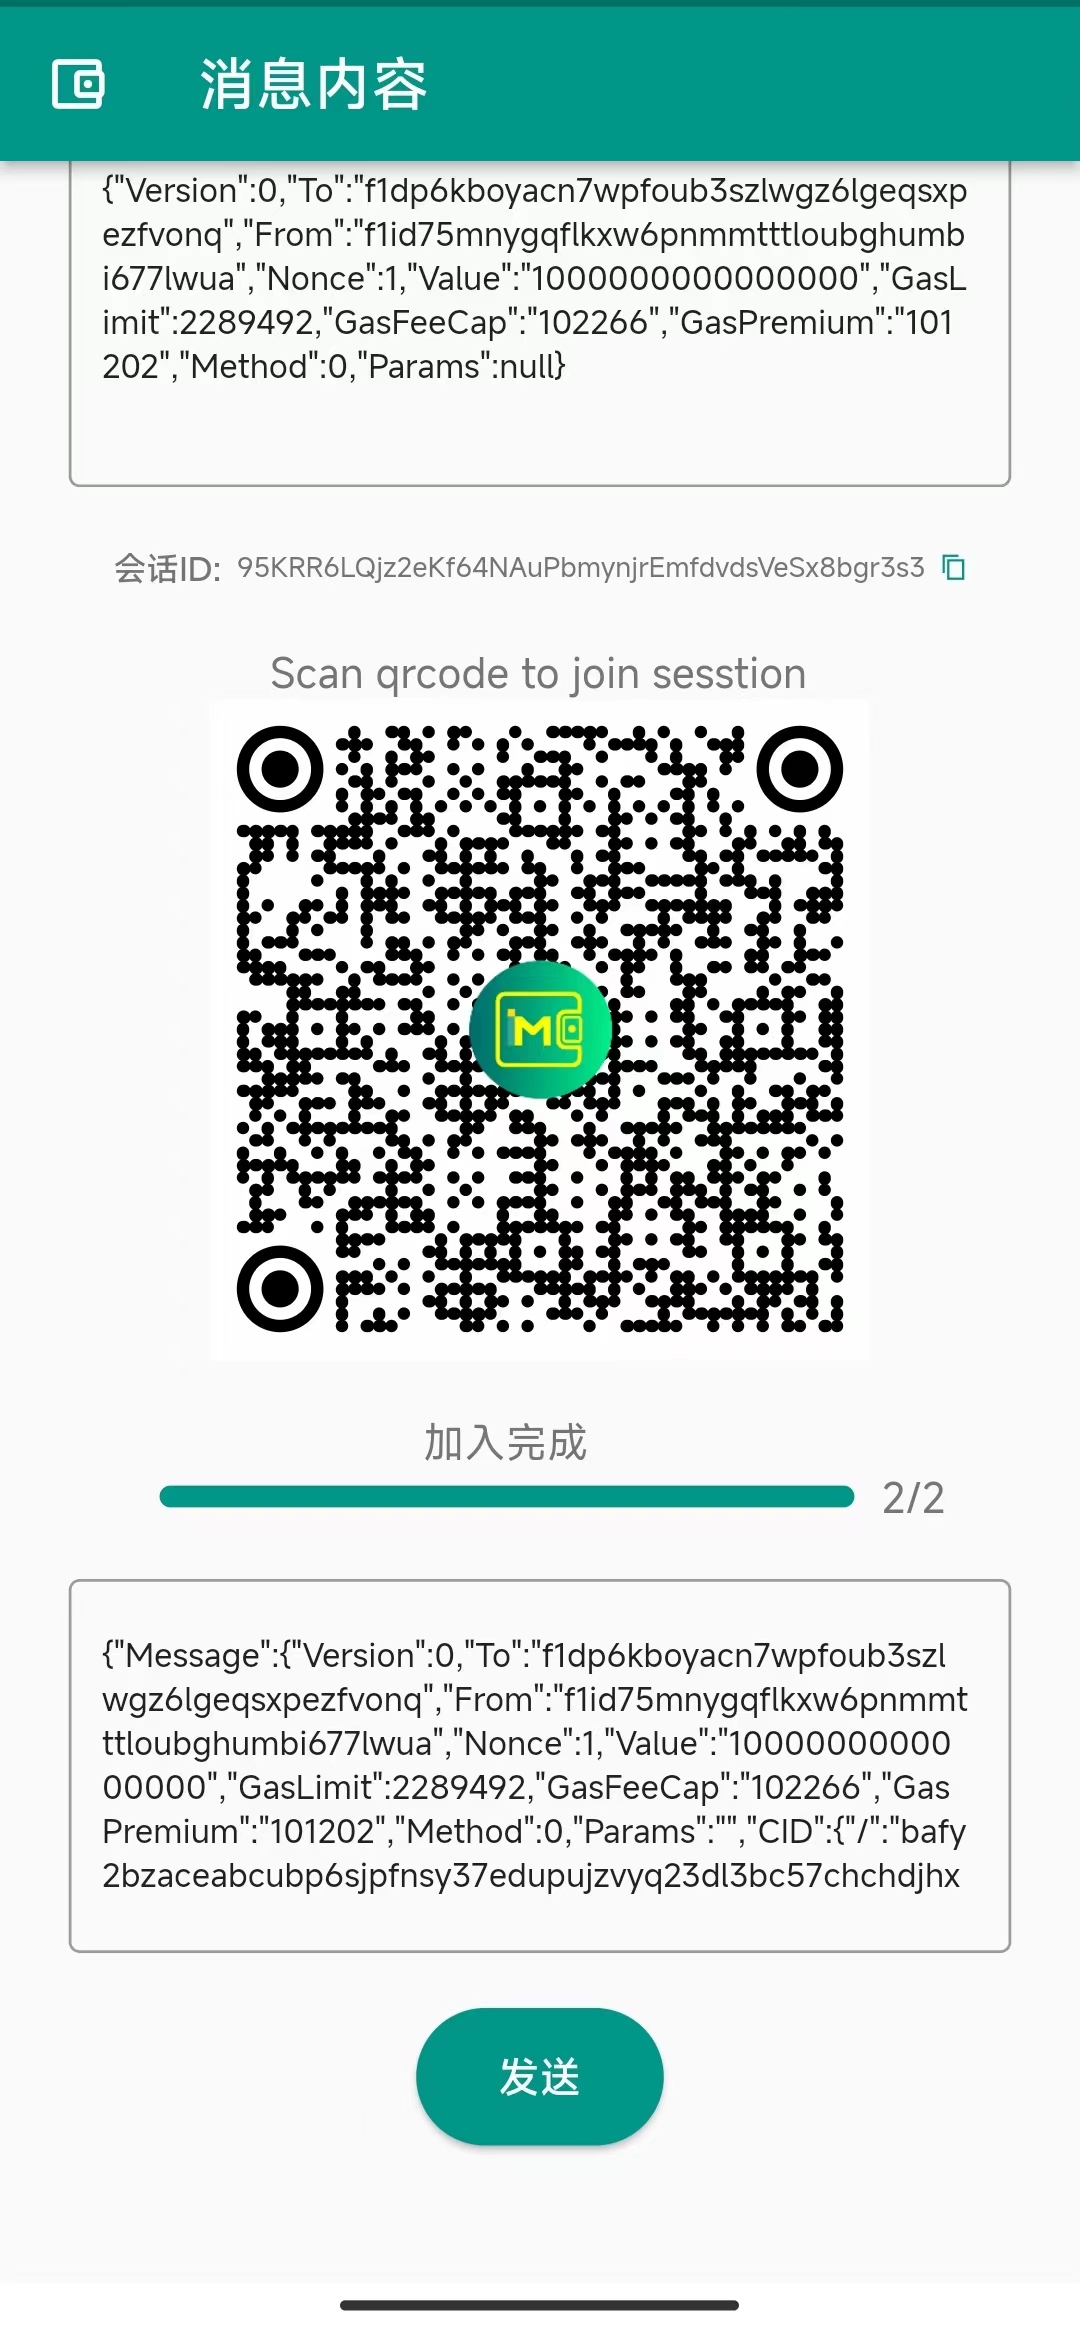 消息内容
{"Version":0,"To":"f1dp6kboyacn7wpfoub3szlwgz6lgeqsxp
ezfvonq","From":"f1id75mnygqflkxw6pnmmtttloubghumb
i677lwua","Nonce":1,"Value":"1000000000000000","GasL
imit":2289492,"GasFeeCap":"102266","GasPremium":"101
202","Method":0,"Params":null}
会话ID: 95KRR6LQjz2eKf64NAuPbmynjrEmfdvdsVeSx8bgr3s3
Scan qrcode to join sesstion
iMC
加入完成
2/2
{"Message":{"Version":0,"To":"f1dp6kboyacn7wpfoub3szl
wgz6lgeqsxpezfvonq","From":"f1id75mnygqflkxw6pnmmt
ttloubghumbi677lwua","Nonce":1,"Value":"10000000000
00000","GasLimit":2289492,"GasFeeCap":"102266","Gas
Premium":"101202","Method":0,"Params":"","CID":{"/":"bafy
2bzaceabcubp6sjpfnsy37edupujzvyq23dl3bc57chchdjhx
发送